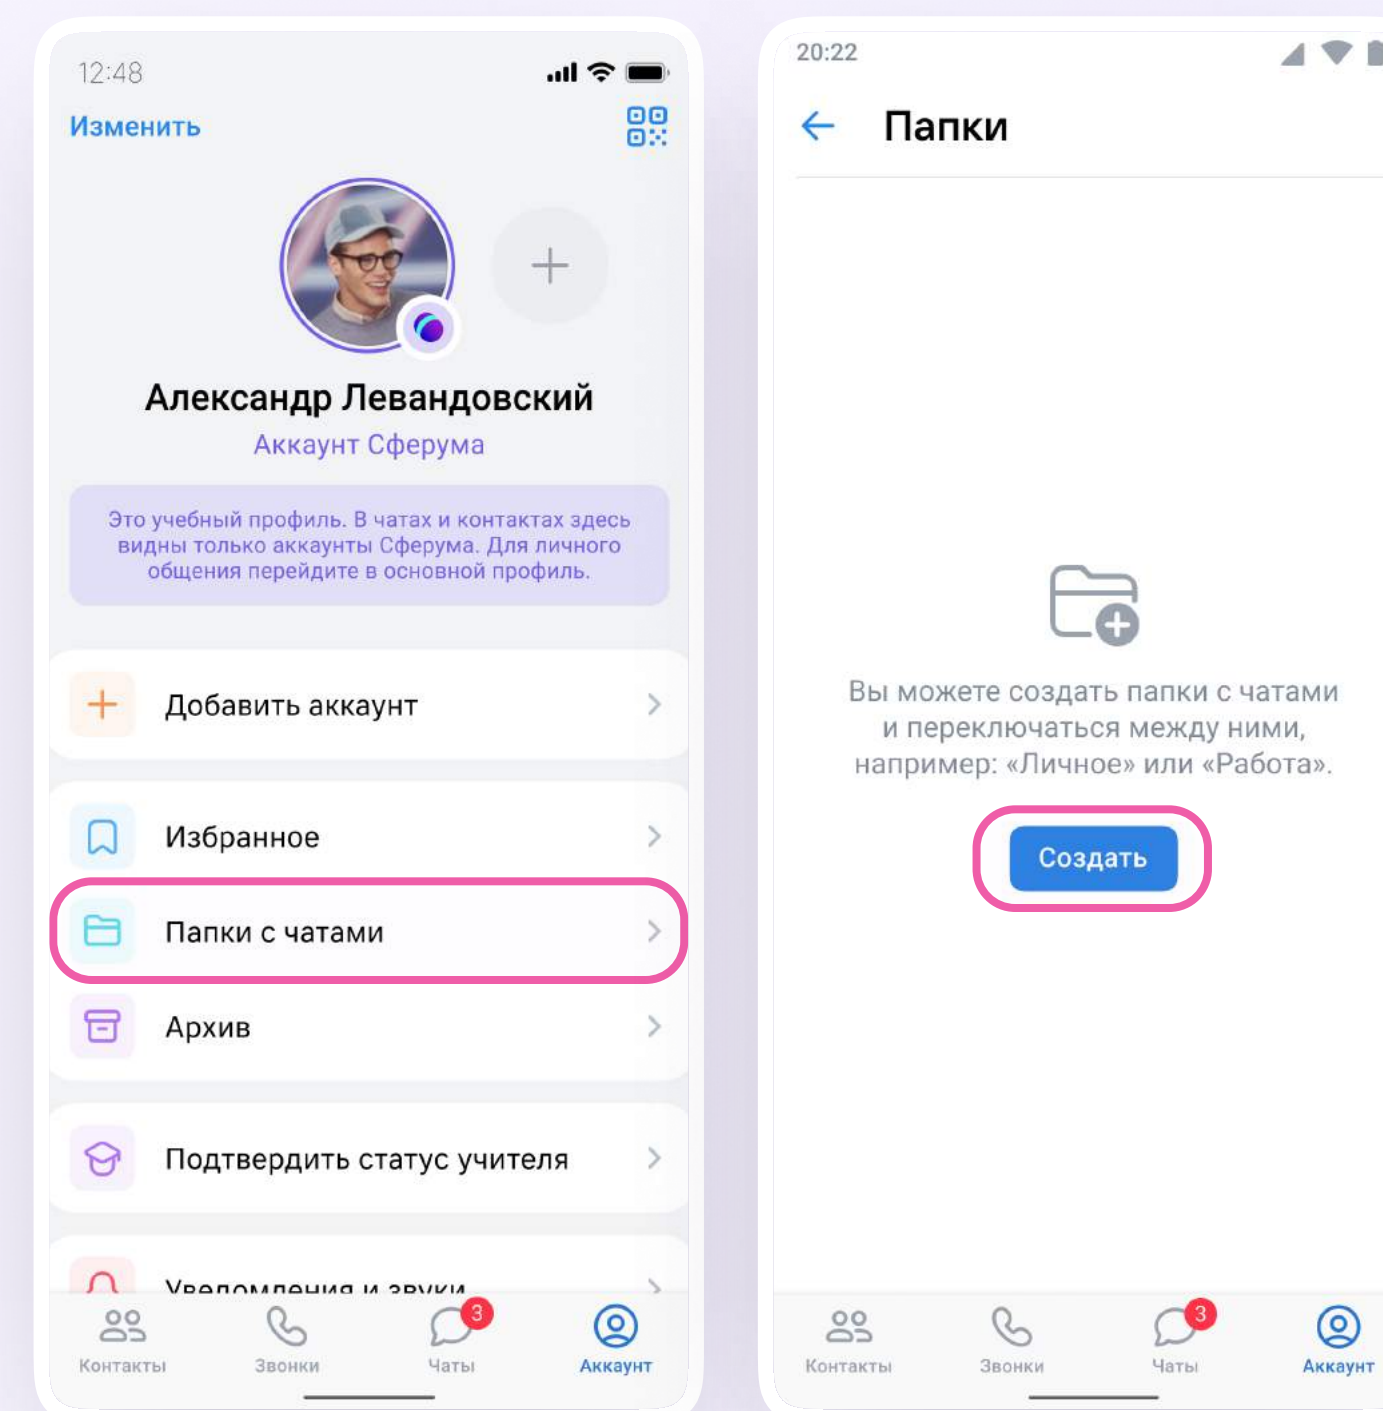 12:48
Изменить
Александр Левандовский
Аккаунт Сферума
Это учебный профиль. В чатах и контактах здесь
видны только аккаунты Сферума. Для личного
общения перейдите в основной профиль.
Добавить аккаунт
Избранное
Папки с чатами
Архив
Подтвердить статус учителя
Уведомления и звуки
3
Контакты
Звонки
Чаты
Аккаунт
20:22
Папки
Вы можете создать папки с чатами
и переключаться между ними,
например: «Личное» или «Работа».
Создать
3
Контакты
Звонки
Чаты
Аккаунт